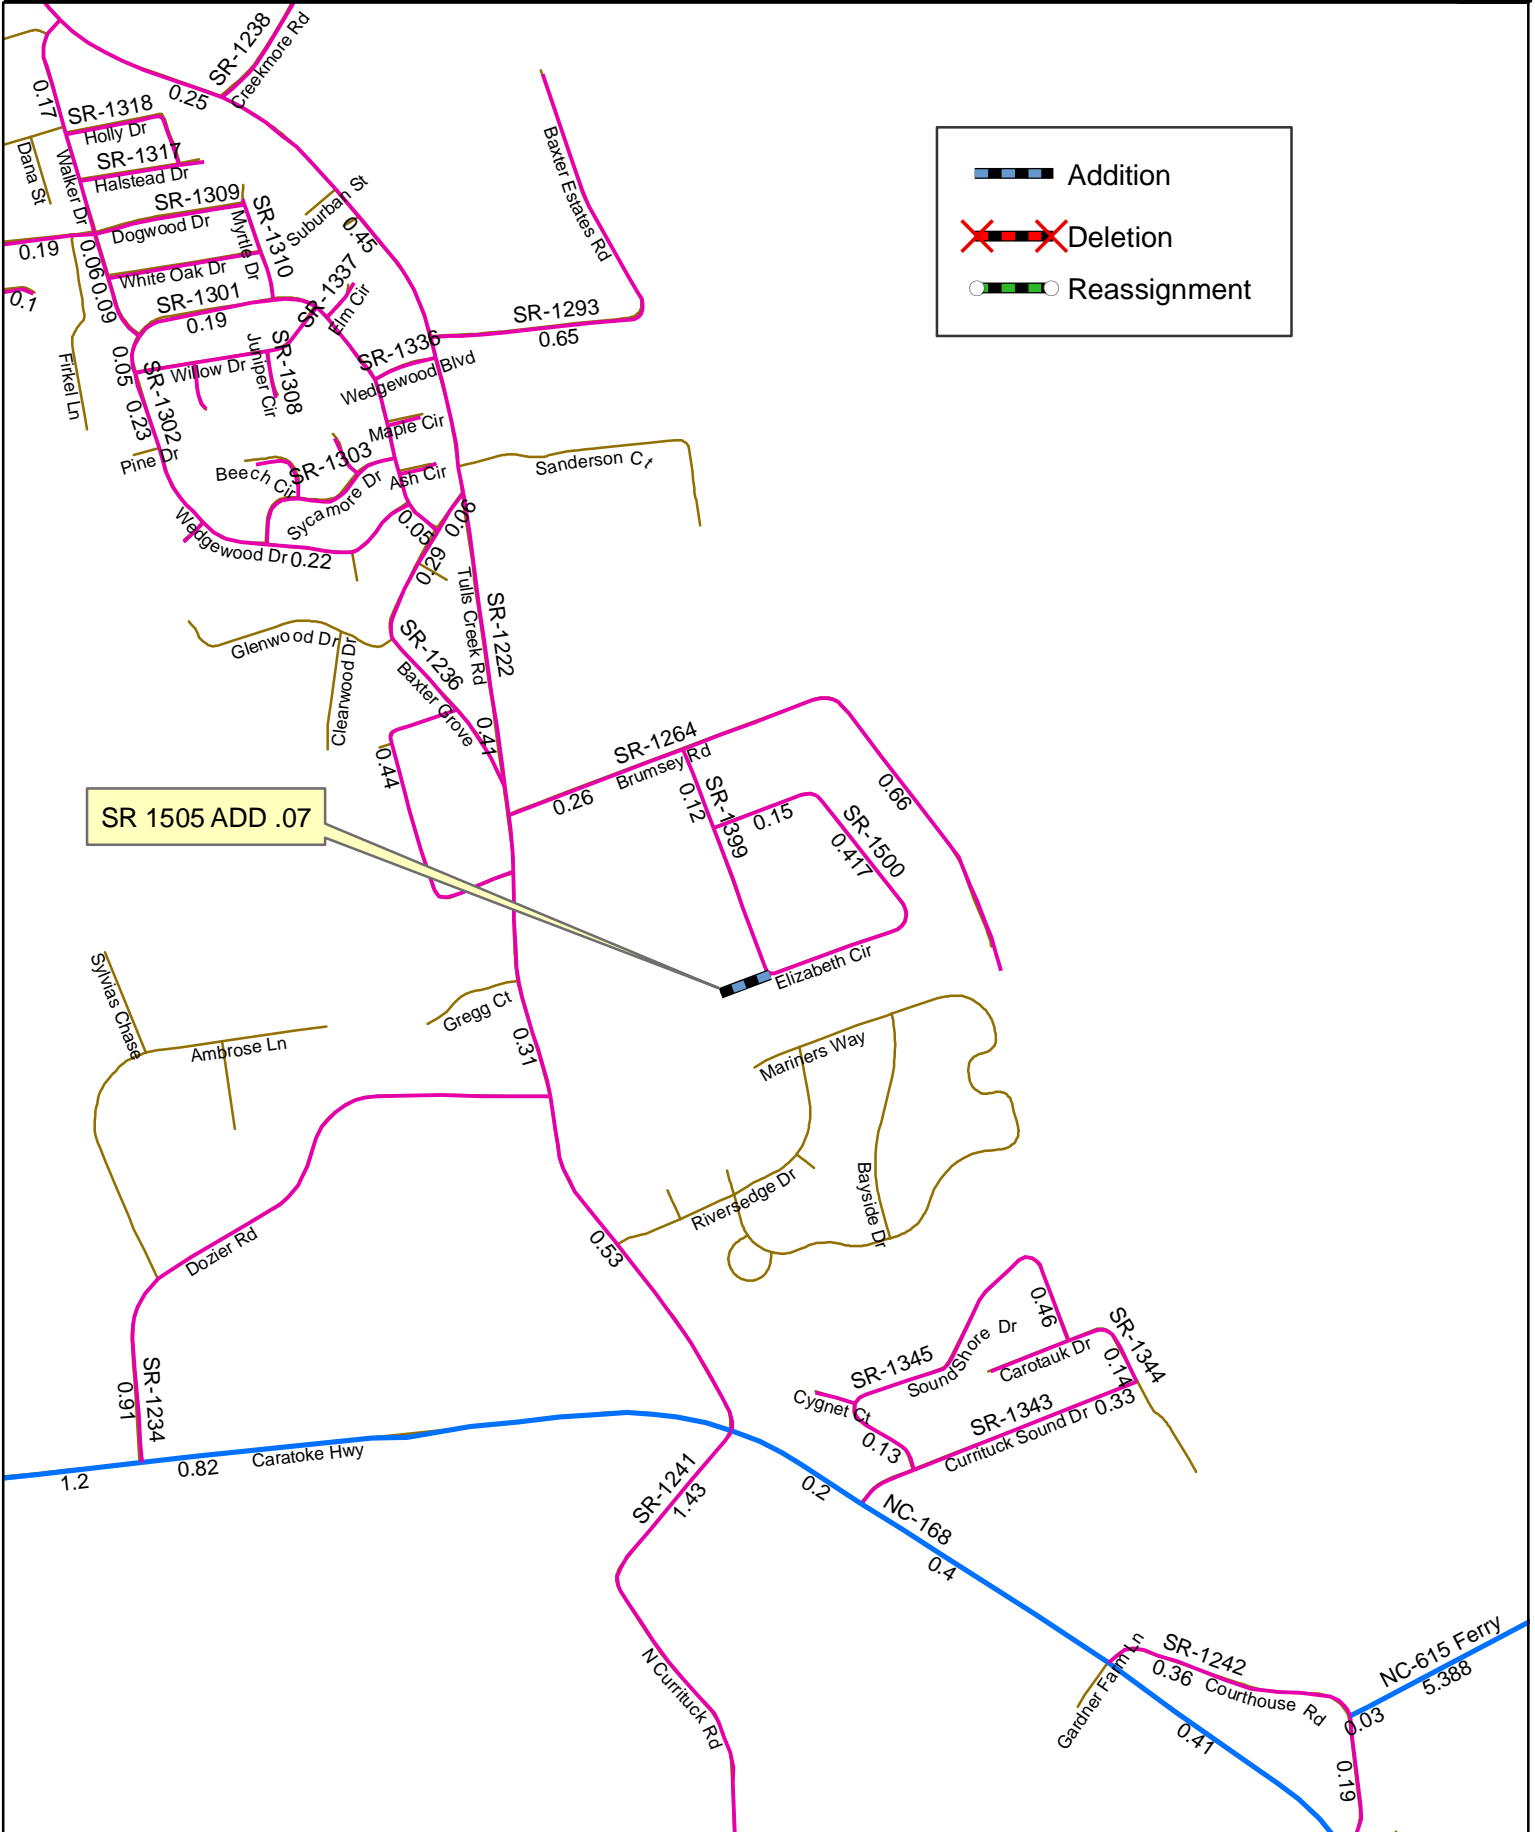 SR-1238
Creekmore Rd
0.25
0.17
SR-1318
Holly Dr
SR-1317
Halstead Dr
Dana St
Walker Dr
SR-1309
Dogwood Dr
Myrtle Dr
SR-1310
Suburban St
0.45
Baxter Estates Rd
Addition
Deletion
Reassignment
0.19
0.06
0.09
White Oak Dr
SR-1301
0.19
SR-1337
Elm Cir
0.1
SR-1293
0.65
Firkel Ln
0.05
SR-1302
0.23
Willow Dr
Juniper Cir
SR-1308
SR-1336
Wedgewood Blvd
Maple Cir
Pine Dr
Beech Cir
SR-1303
Sycamore Dr
Ash Cir
Sanderson Ct
Wedgewood Dr
0.22
0.05
0.06
0.29
Tulls Creek Rd
SR-1222
Glenwood Dr
Clearwood Dr
SR-1236
Baxter Grove
0.41
0.44
SR-1264
Brumsey Rd
0.26
0.12
SR-1399
0.15
SR-1500
0.417
0.66
SR 1505 ADD .07
Elizabeth Cir
Sylvias Chase
Ambrose Ln
Gregg Ct
0.31
Mariners Way
Riversedge Dr
Bayside Dr
Dozier Rd
0.53
SR-1234
0.91
0.46
SR-1344
0.14
SoundShore Dr
Carotauk Dr
SR-1345
Cygnet Ct
0.13
SR-1343
Currituck Sound Dr
0.33
1.2
0.82
Caratoke Hwy
SR-1241
1.43
0.2
NC-168
0.4
N Currituck Rd
Gardner Farm Ln
SR-1242
0.36
Courthouse Rd
NC-615 Ferry
5.388
0.03
0.41
0.19